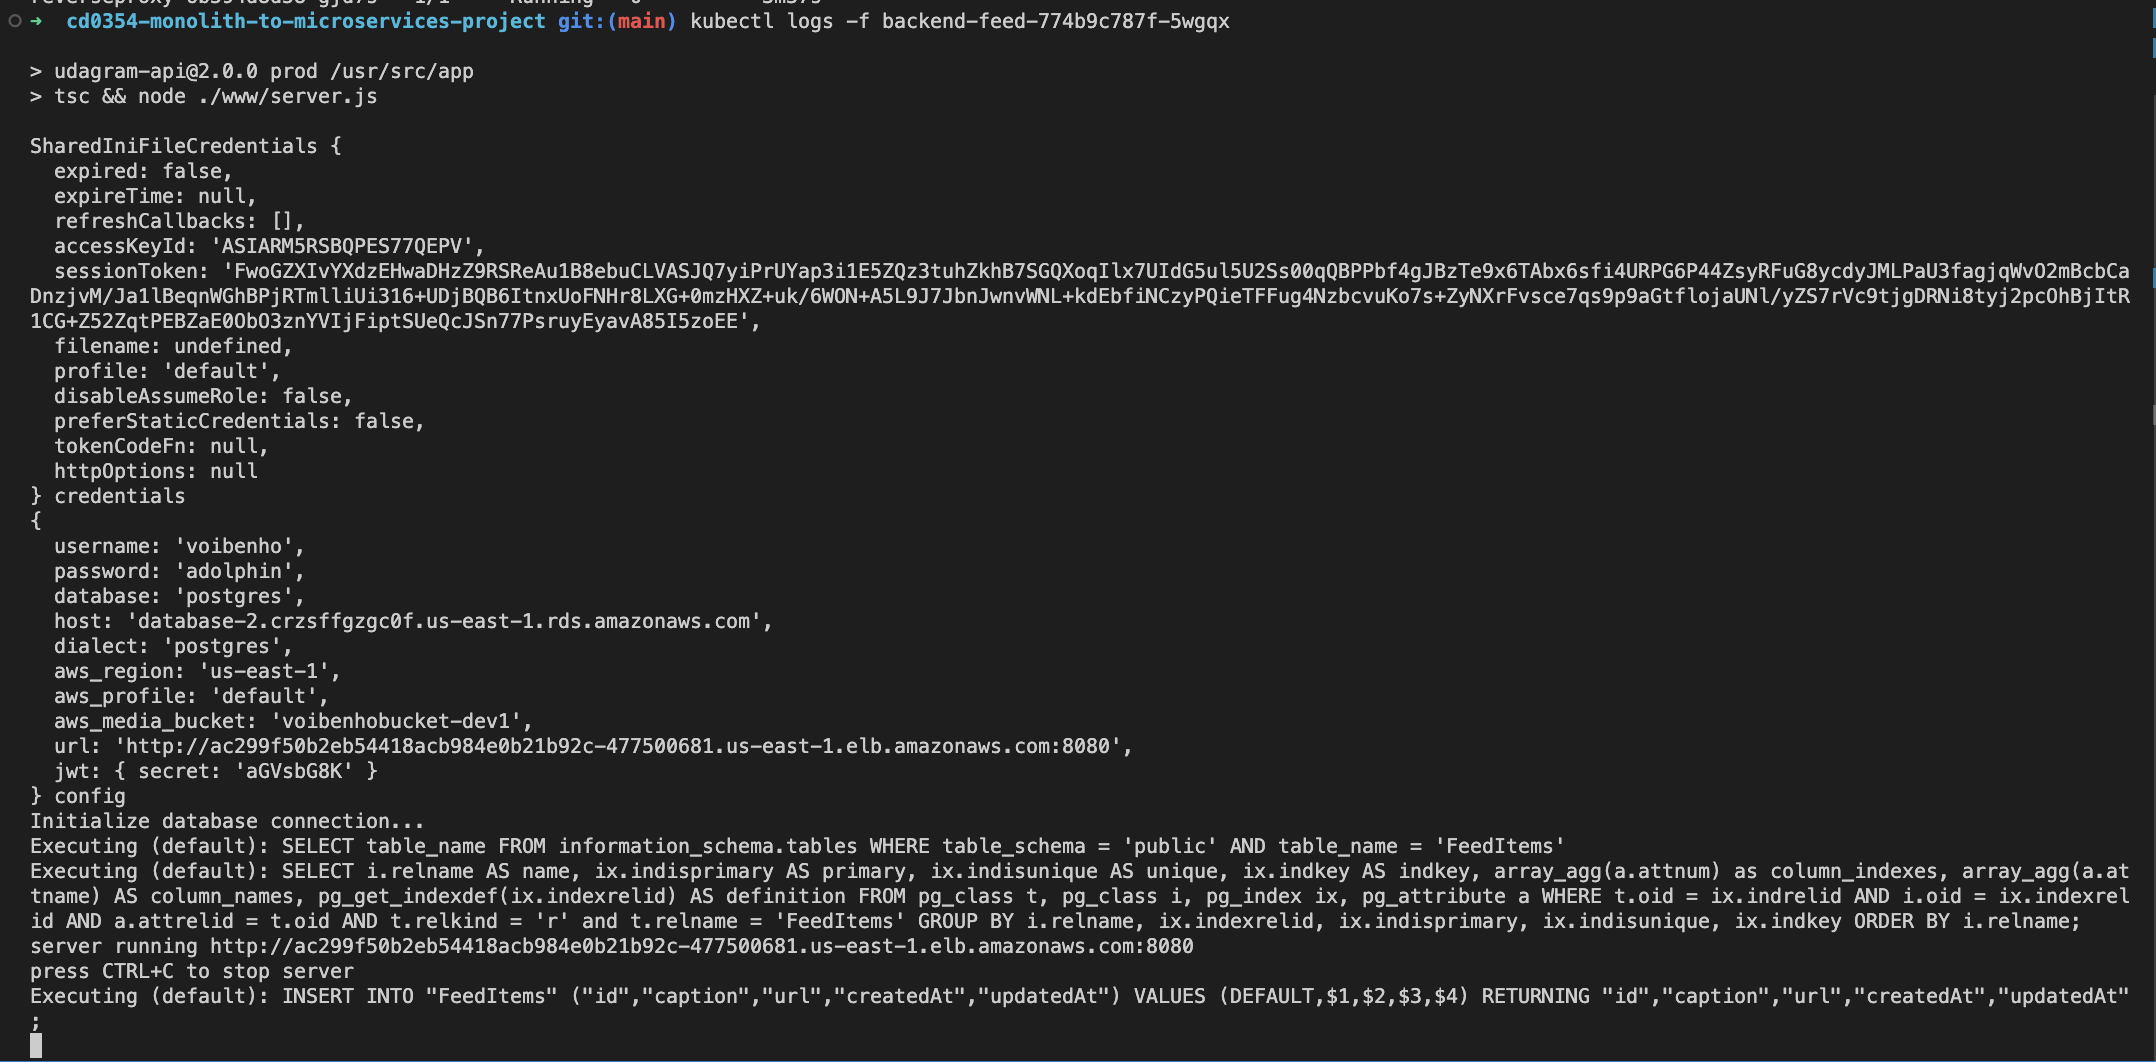 ➜ cd0354-monolith-to-microservices-project git:(main) kubectl logs -f backend-feed-774b9c787f-5wgqx
> udagram-api@2.0.0 prod /usr/src/app
> tsc && node ./www/server.js
SharedIniFileCredentials {
expired: false,
expireTime: null,
refreshCallbacks: [],
accessKeyId: 'ASIARM5RSBQPES77QEPV',
sessionToken: 'FwoGZXIvYXdzEHwaDHzZ9RSReAu1B8ebuCLVASJQ7yiPrUYap3i1E5ZQz3tuhZkhB7SGQXoqIlx7UIdG5ul5U2Ss00qQBPPbf4gJBzTe9x6TAbx6sfi4URPG6P44ZsyRFuG8ycdyJMLPaU3fagjqWvO2mBcbCa
DnzjvM/Ja1lBeqnWGhBPjRTmlliUi316+UDjBQB6ItnxUoFNHr8LXG+0mzHXZ+uk/6WON+A5L9J7JbnJwnvWNL+kdEbfiNCzyPQieTFFug4NzbcvuKo7s+ZyNXrFvsce7qs9p9aGtflojaUNl/yZS7rVc9tjgDRNi8tyj2pcOhBjItR
1CG+Z52ZqtPEBZaE0ObO3znYVIjFiptSUeQcJSn77PsruyEyavA85I5zoEE',
filename: undefined,
profile: 'default',
disableAssumeRole: false,
preferStaticCredentials: false,
tokenCodeFn: null,
httpOptions: null
} credentials
{
username: 'voibenho',
password: 'adolphin',
database: 'postgres',
host: 'database-2.crzsffgzgc0f.us-east-1.rds.amazonaws.com',
dialect: 'postgres',
aws_region: 'us-east-1',
aws_profile: 'default',
aws_media_bucket: 'voibenhobucket-dev1',
url: 'http://ac299f50b2eb54418acb984e0b21b92c-477500681.us-east-1.elb.amazonaws.com:8080',
jwt: { secret: 'aGVsbG8K' }
} config
Initialize database connection...
Executing (default): SELECT table_name FROM information_schema.tables WHERE table_schema = 'public' AND table_name = 'FeedItems'
Executing (default): SELECT i.relname AS name, ix.indisprimary AS primary, ix.indisunique AS unique, ix.indkey AS indkey, array_agg(a.attnum) as column_indexes, array_agg(a.at
tname) AS column_names, pg_get_indexdef(ix.indexrelid) AS definition FROM pg_class t, pg_class i, pg_index ix, pg_attribute a WHERE t.oid = ix.indrelid AND i.oid = ix.indexrel
id AND a.attrelid = t.oid AND t.relkind = 'r' and t.relname = 'FeedItems' GROUP BY i.relname, ix.indexrelid, ix.indisprimary, ix.indisunique, ix.indkey ORDER BY i.relname;
server running http://ac299f50b2eb54418acb984e0b21b92c-477500681.us-east-1.elb.amazonaws.com:8080
press CTRL+C to stop server
Executing (default): INSERT INTO "FeedItems" ("id","caption","url","createdAt","updatedAt") VALUES (DEFAULT,$1,$2,$3,$4) RETURNING "id","caption","url","createdAt","updatedAt"
;